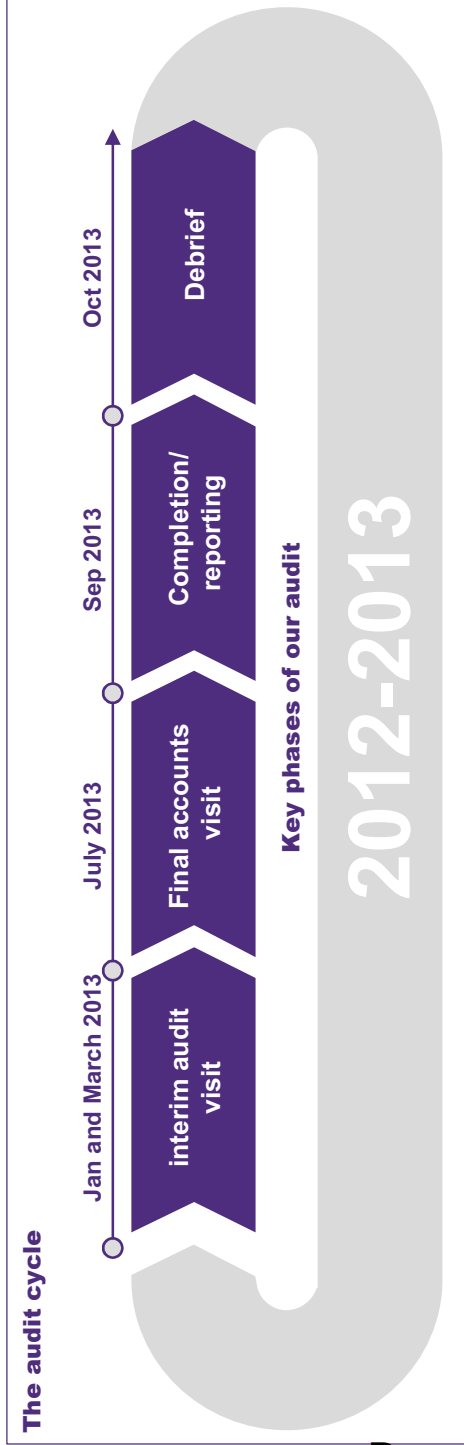 The audit cycle
Jan and March 2013
July 2013
Sep 2013
Oct 2013
interim audit
visit
Final accounts
visit
Completion/
reporting
Debrief
Key phases of our audit
2012-2013